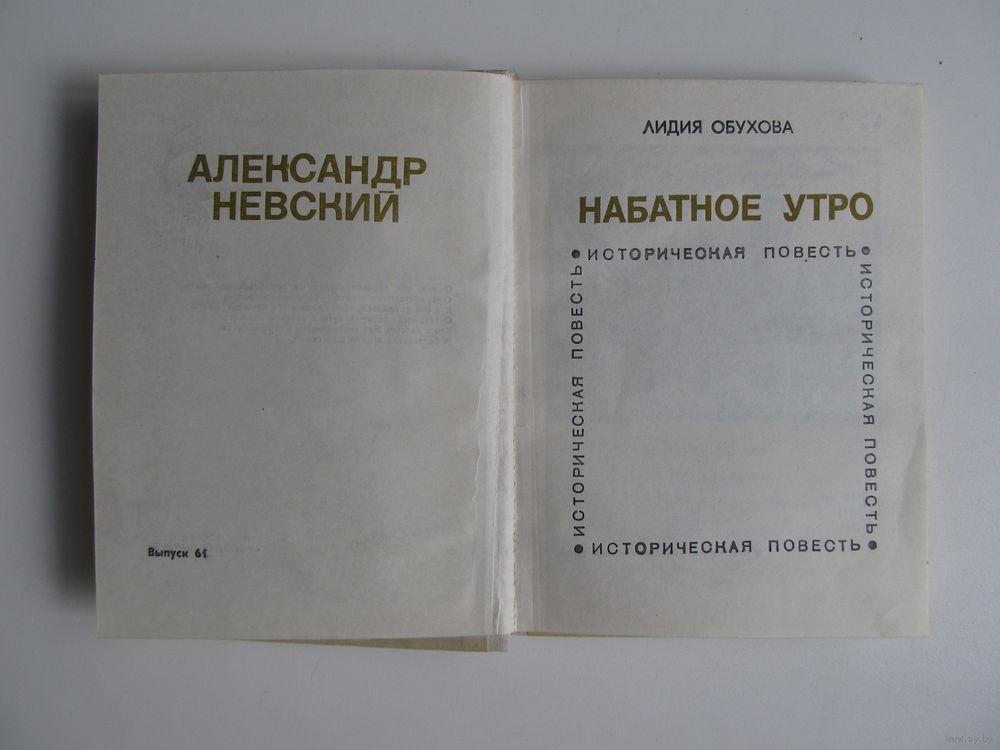 АЛЕКСАНДР
НЕВСКИЙ
Выпуск 61
ЛИДИЯ ОБУХОВА
НАБАТНОЕ УТРО
• ИСТОРИЧЕСКАЯ ПОВЕСТЬ •
ИСТОРИЧЕСКАЯ ПОВЕСТЬ
ИСТОРИЧЕСКАЯ ПОВЕСТЬ
• ИСТОРИЧЕСКАЯ ПОВЕСТЬ •